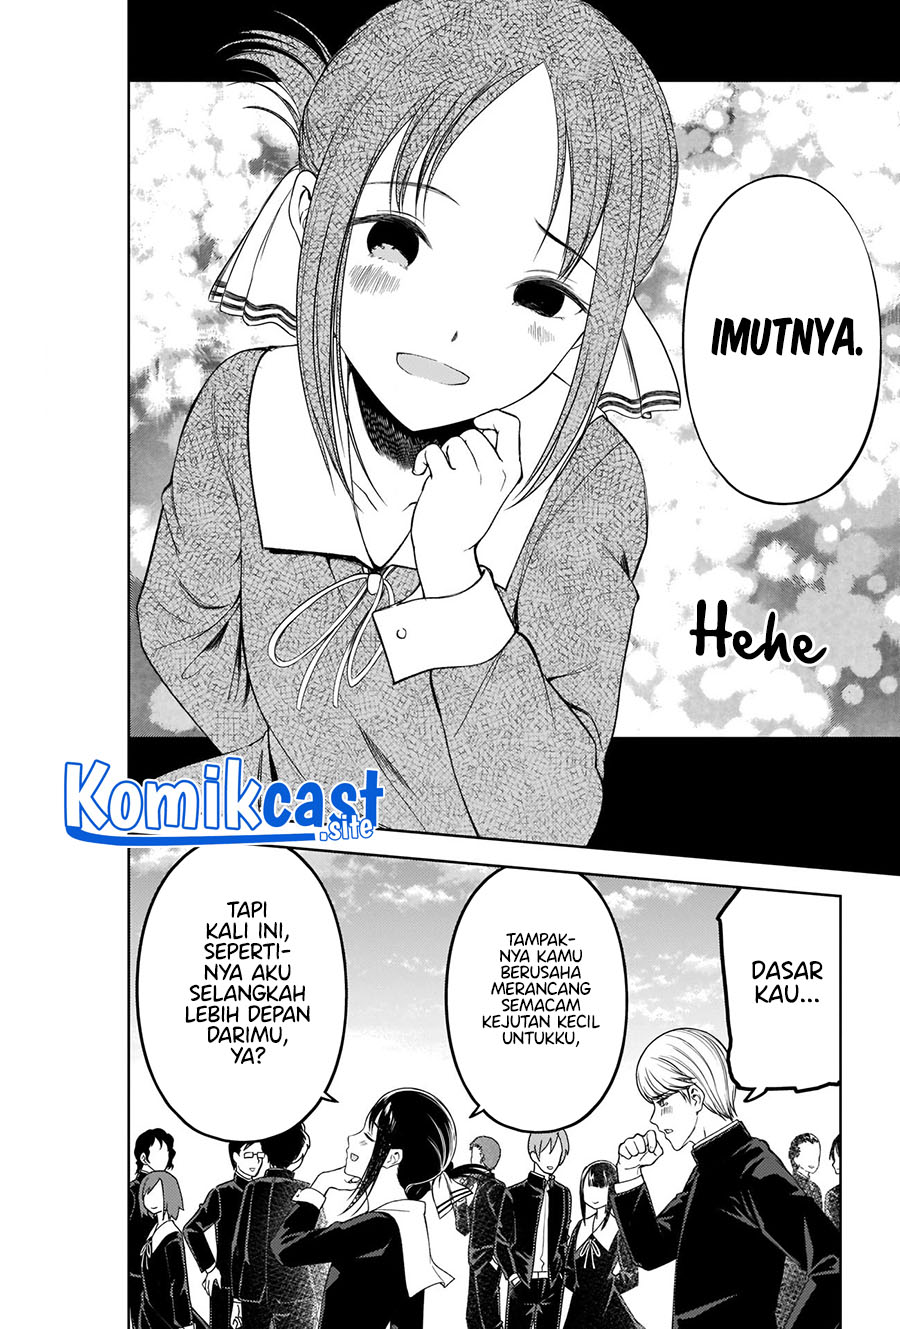 IMUTNYA.
Hehe
Komikcast
.site
DASAR
KAU...
TAMPAK-
NYA KAMU
BERUSAHA
MERANCANG
SEMACAM
KEJUTAN KECIL
UNTUKKU,
TAPI
KALI INI,
SEPERTI-
NYA AKU
SELANGKAH
LEBIH DEPAN
DARIMU,
YA?